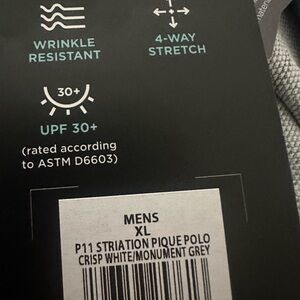 WRINKLE
RESISTANT
4-WAY
STRETCH
30+
UPF 30+
(rated according
to ASTM D6603)
MENS
XL
P11 STRIATION PIQUE POLO
CRISP WHITE/MONUMENT GREY